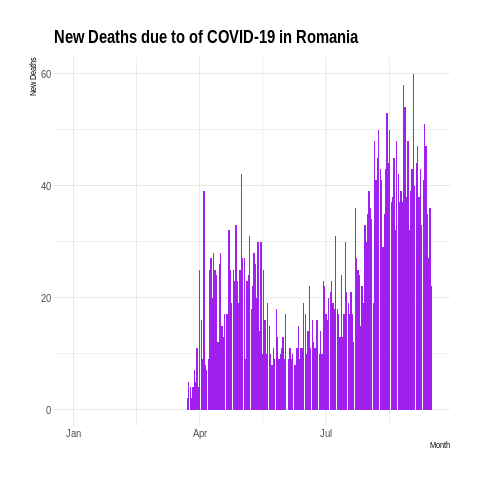 New Deaths due to of COVID-19 in Romania
New Deaths
60
40
20
0
Jan
Apr
Jul
Month